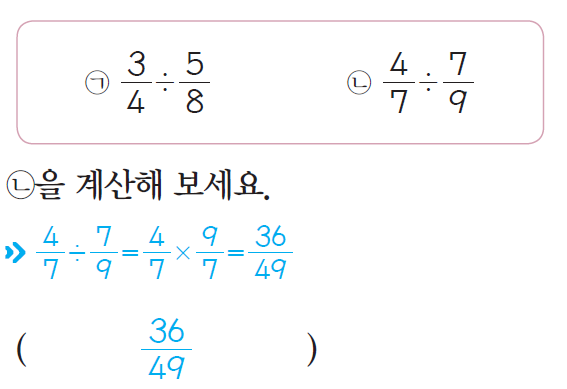 ㉠ 3/4 ÷ 5/8 ㉡ 4/7 ÷ 7/9
㉡을 계산해 보세요.
» 4/7 ÷ 7/9 = 4/7 × 9/7 = 36/49
( 36/49 )